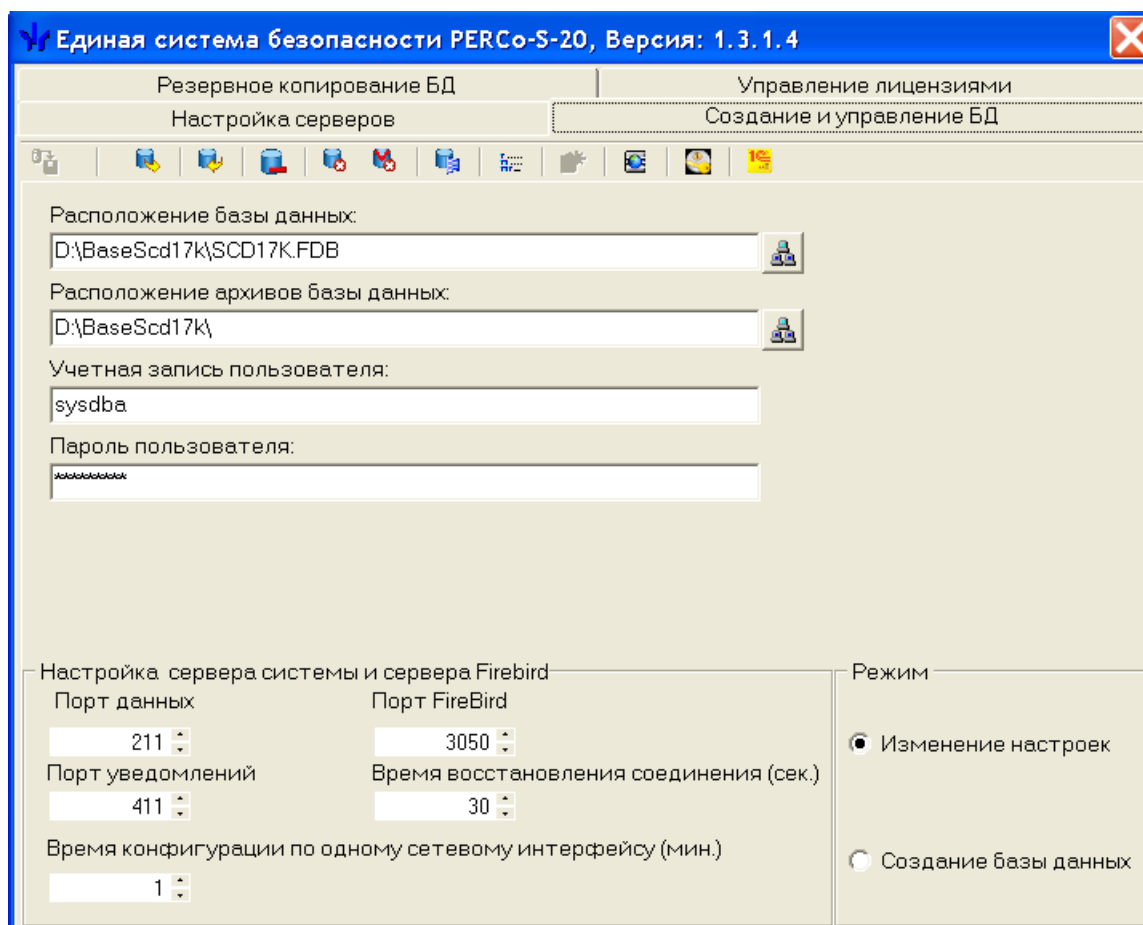 Единая система безопасности PERCo-S-20, Версия: 1.3.1.4
Резервное копирование БД Управление лицензиями
Настройка серверов Создание и управление БД
1С
Расположение базы данных:
D:\BaseScd17k\SCD17K.FDB
Расположение архивов базы данных:
D:\BaseScd17k\
Учетная запись пользователя:
sysdba
Пароль пользователя:
**********
Настройка сервера системы и сервера Firebird Режим
Порт данных Порт FireBird
211 3050
Изменение настроек
Порт уведомлений Время восстановления соединения (сек.)
411 30
Время конфигурации по одному сетевому интерфейсу (мин.)
Создание базы данных
1